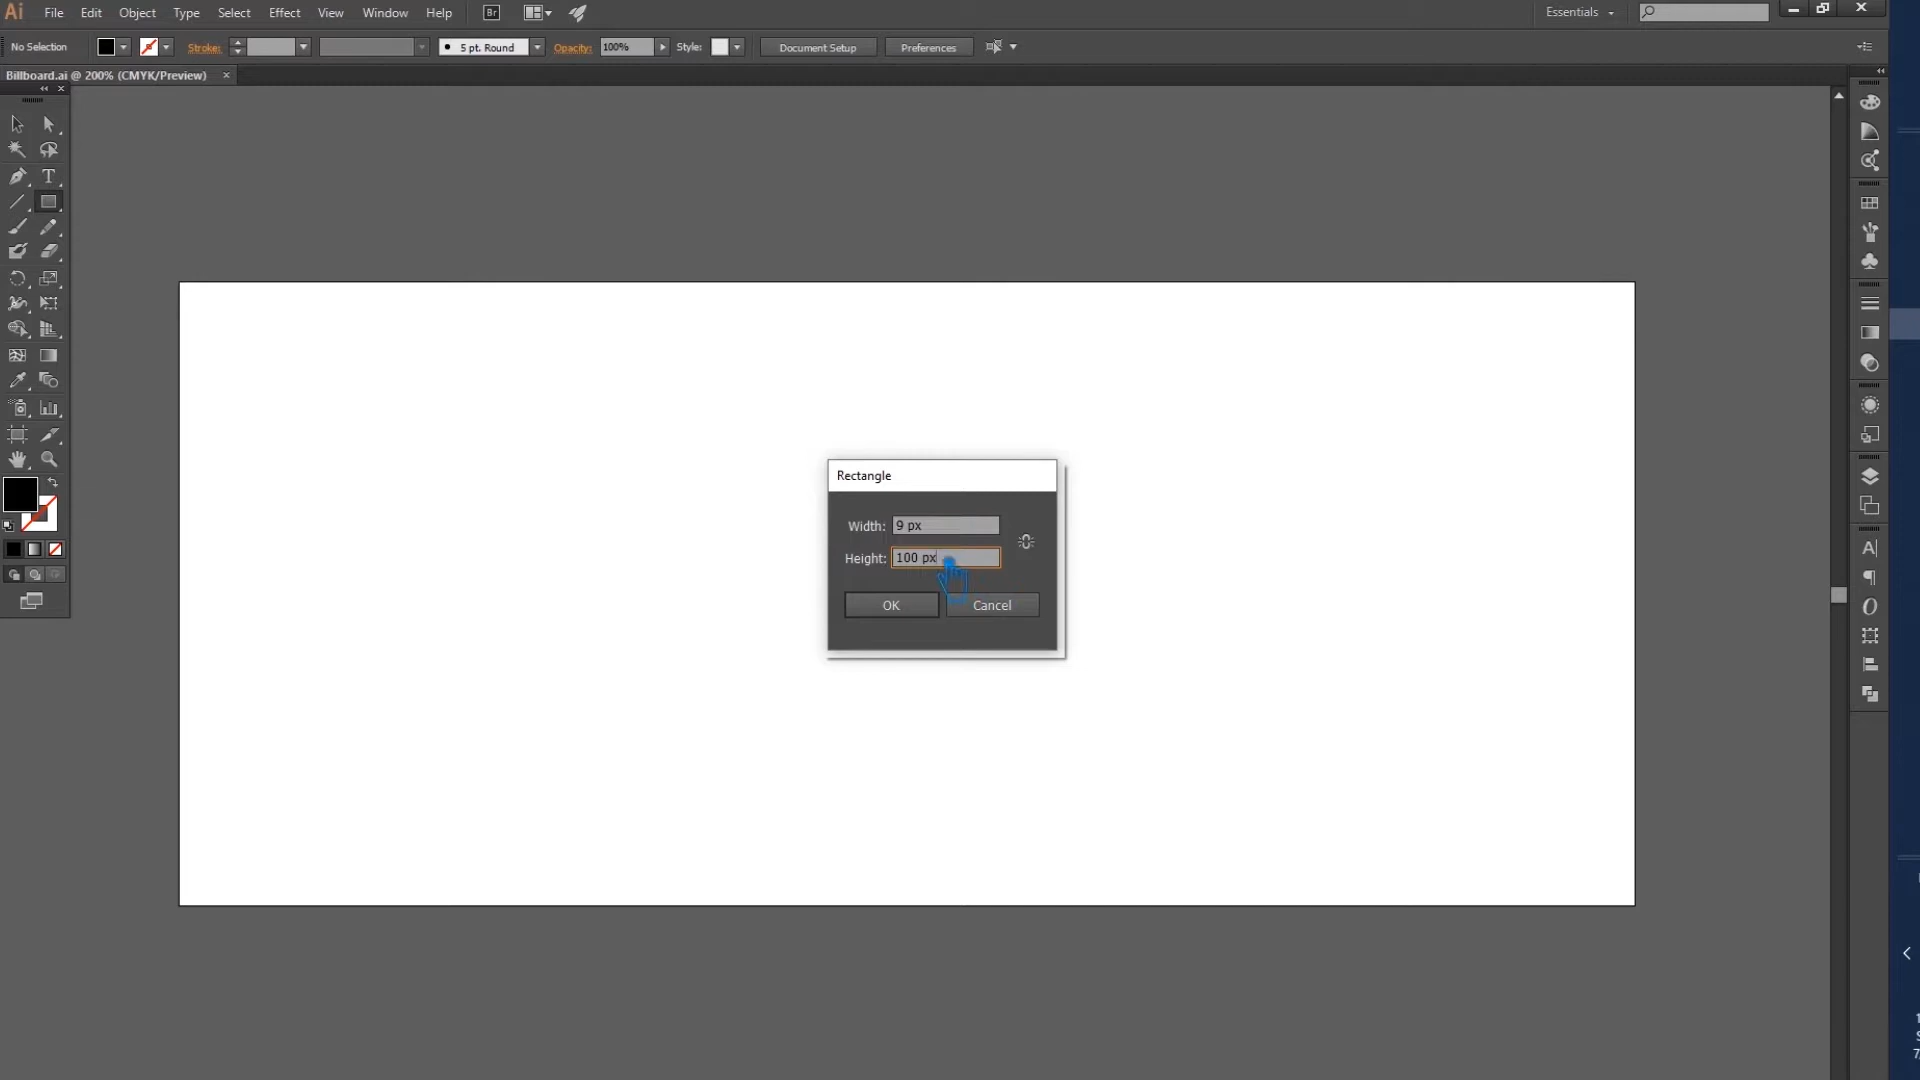 Ai File Edit Object Type Select Effect View Window Help Br Essentials
No Selection Stroke: 5 pt. Round Opacity: 100% Style: Document Setup Preferences
Billboard.ai @ 200% (CMYK/Preview) ×
T
Rectangle
Width: 9 px
Height: 100 px
OK Cancel
A
¶
O